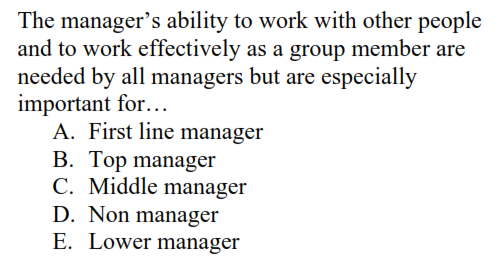 The manager’s ability to work with other people
and to work effectively as a group member are
needed by all managers but are especially
important for…
A. First line manager
B. Top manager
C. Middle manager
D. Non manager
E. Lower manager